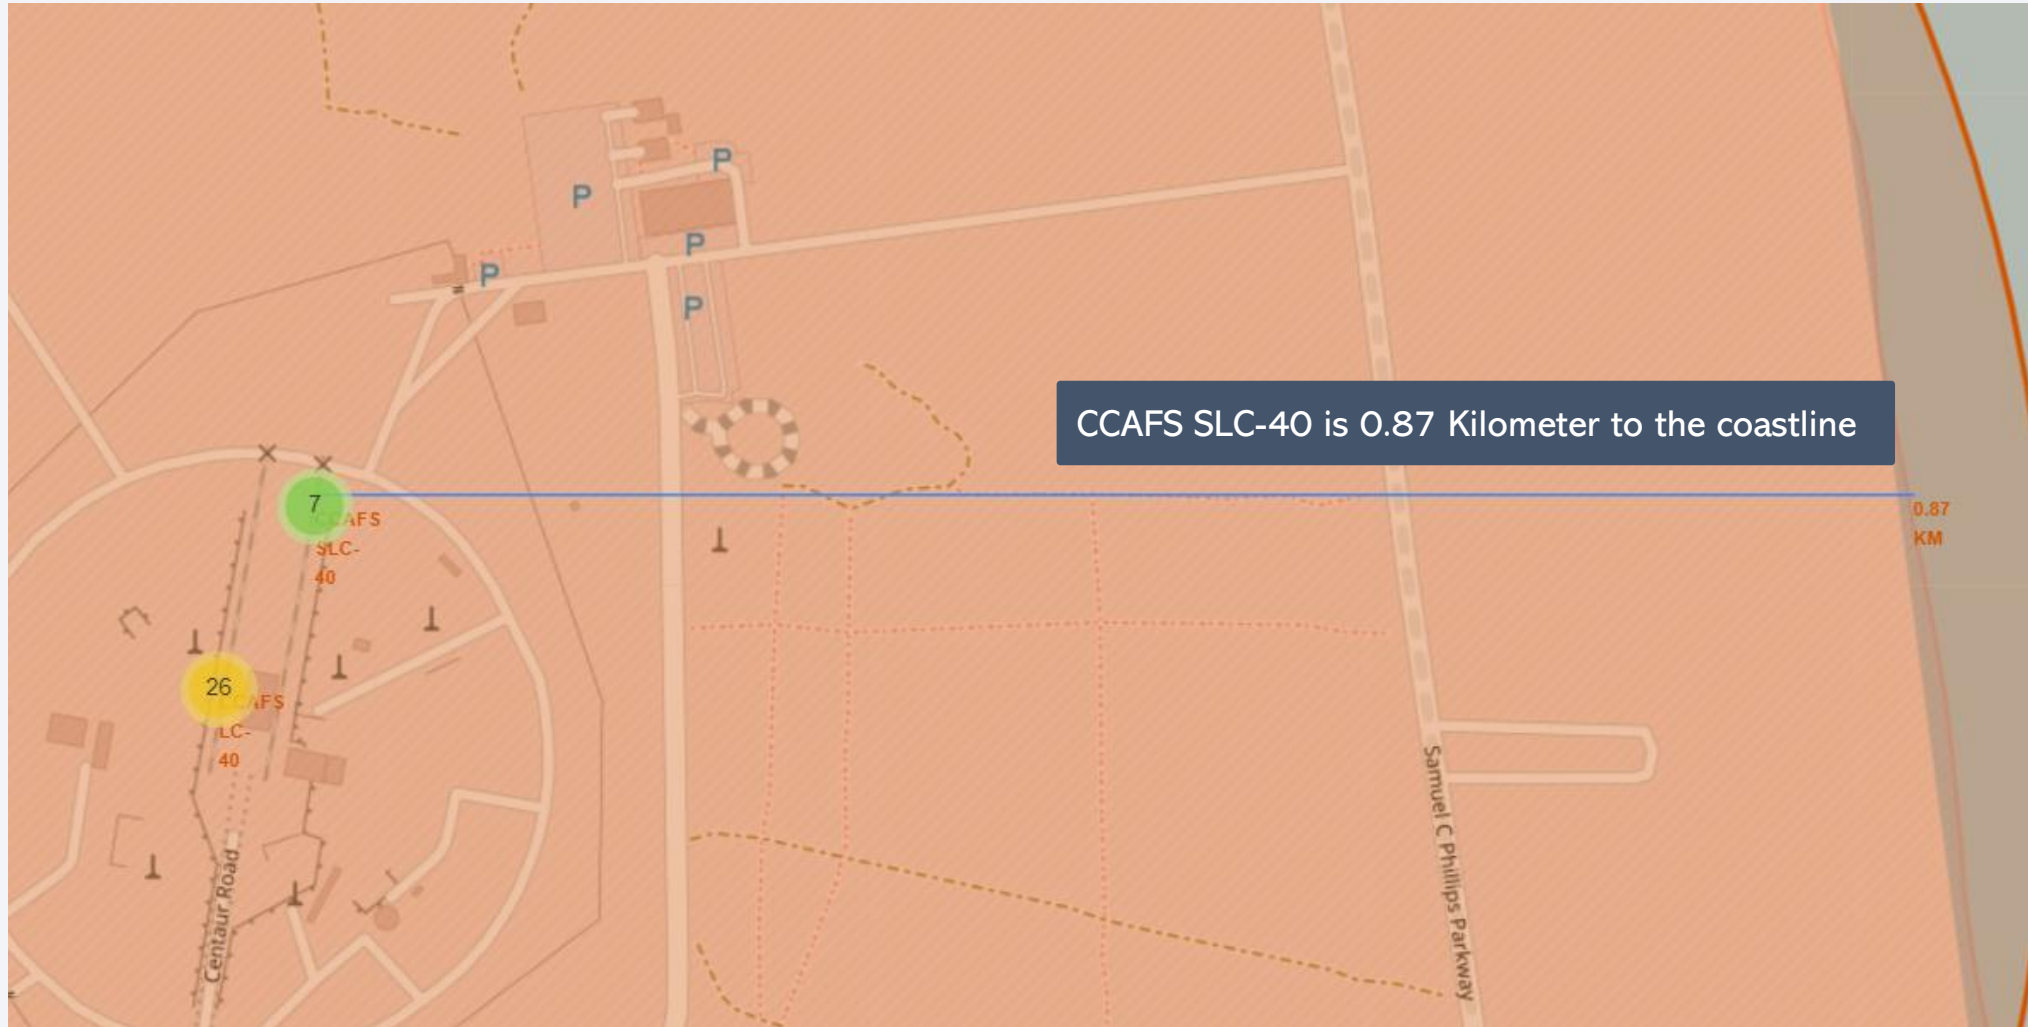 P
P
P
P
P
CCAFS SLC-40 is 0.87 Kilometer to the coastline
7
CCAFS
SLC-
40
0.87
KM
26
CCAFS
LC-
40
Samuel C Phillips Parkway
Centaur Road